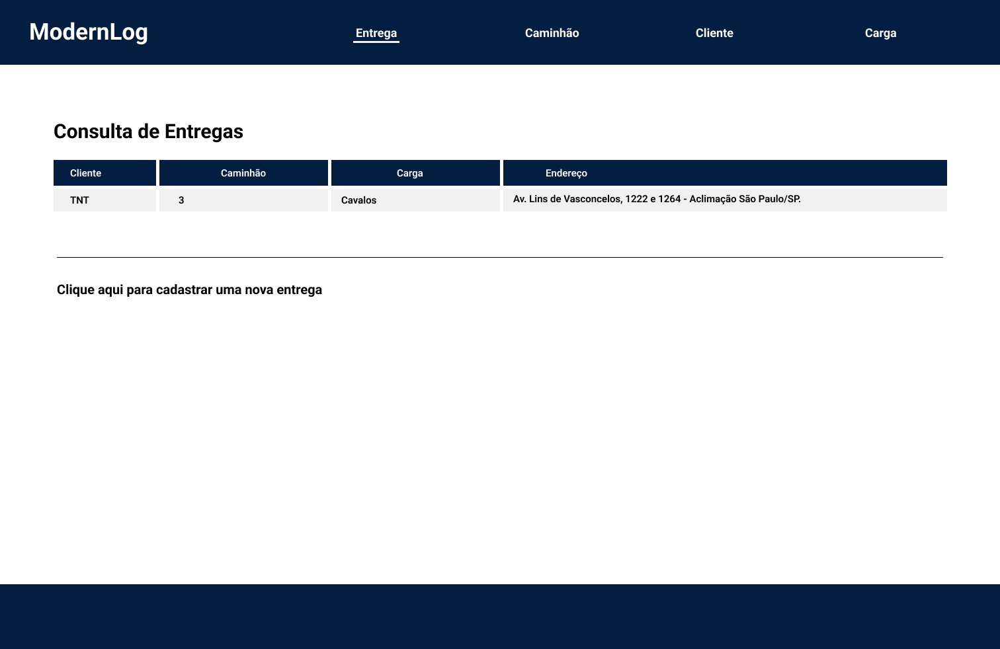 ModernLog Entrega Caminhão Cliente Carga
Consulta de Entregas
Cliente Caminhão Carga Endereço
TNT 3 Cavalos Av. Lins de Vasconcelos, 1222 e 1264 - Aclimação São Paulo/SP.
Clique aqui para cadastrar uma nova entrega